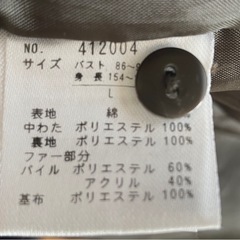 NO. 412004
サイズ バスト 86~
身 長 154~
L
表地 綿
中わた ポリエステル 100%
裏地 ポリエステル 100%
ファー部分
パイル ポリエステル 60%
アクリル 40%
基布 ポリエステル 100%